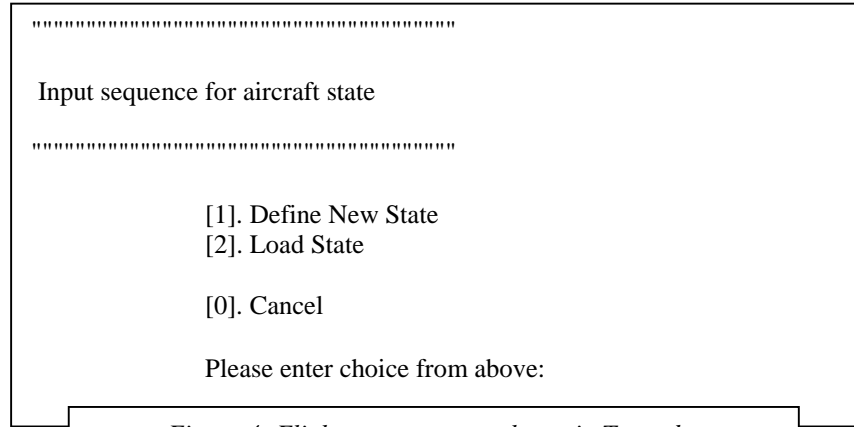 """"""""""""""""""""""""""""""""""""""""
Input sequence for aircraft state
""""""""""""""""""""""""""""""""""""""""
[1]. Define New State
[2]. Load State
[0]. Cancel
Please enter choice from above: